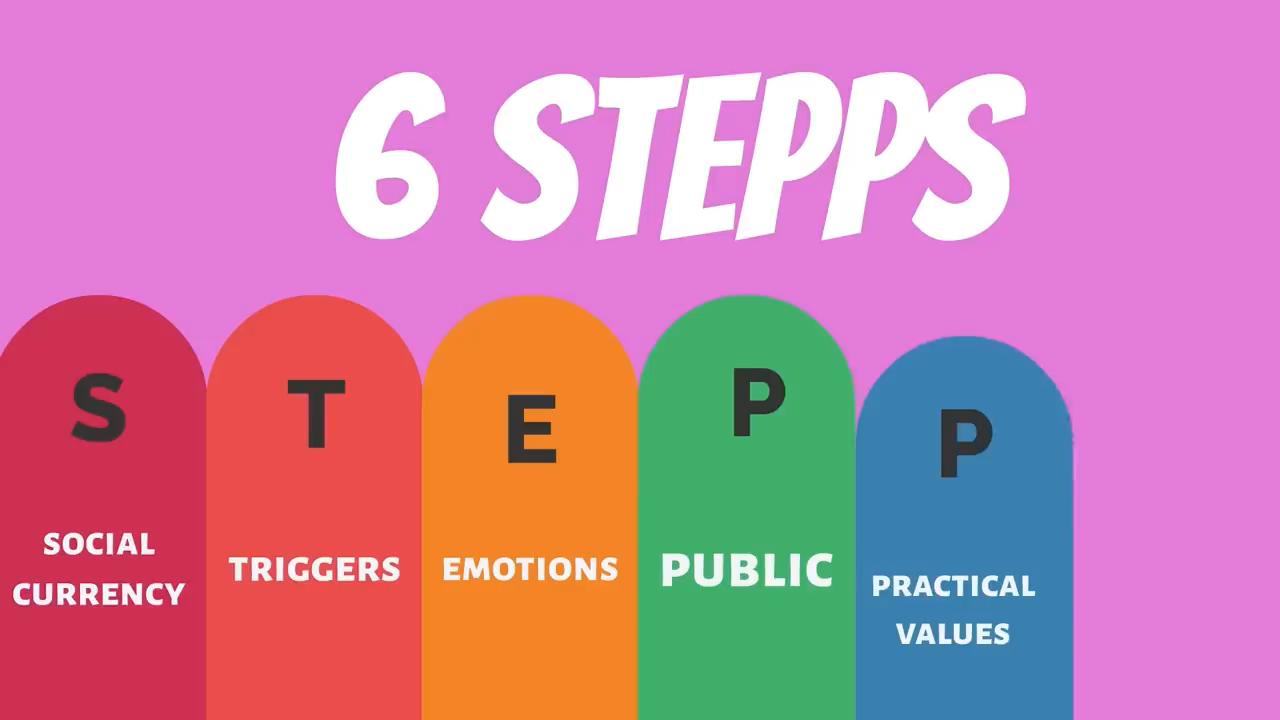 6 STEPPS
S
SOCIAL
CURRENCY
T
TRIGGERS
E
EMOTIONS
P
PUBLIC
P
PRACTICAL
VALUES